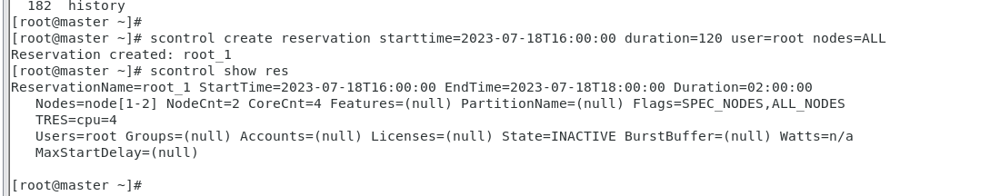 182  history
[root@master ~]#
[root@master ~]# scontrol create reservation starttime=2023-07-18T16:00:00 duration=120 user=root nodes=ALL
Reservation created: root_1
[root@master ~]# scontrol show res
ReservationName=root_1 StartTime=2023-07-18T16:00:00 EndTime=2023-07-18T18:00:00 Duration=02:00:00
   Nodes=node[1-2] NodeCnt=2 CoreCnt=4 Features=(null) PartitionName=(null) Flags=SPEC_NODES,ALL_NODES
   TRES=cpu=4
   Users=root Groups=(null) Accounts=(null) Licenses=(null) State=INACTIVE BurstBuffer=(null) Watts=n/a
   MaxStartDelay=(null)
[root@master ~]#